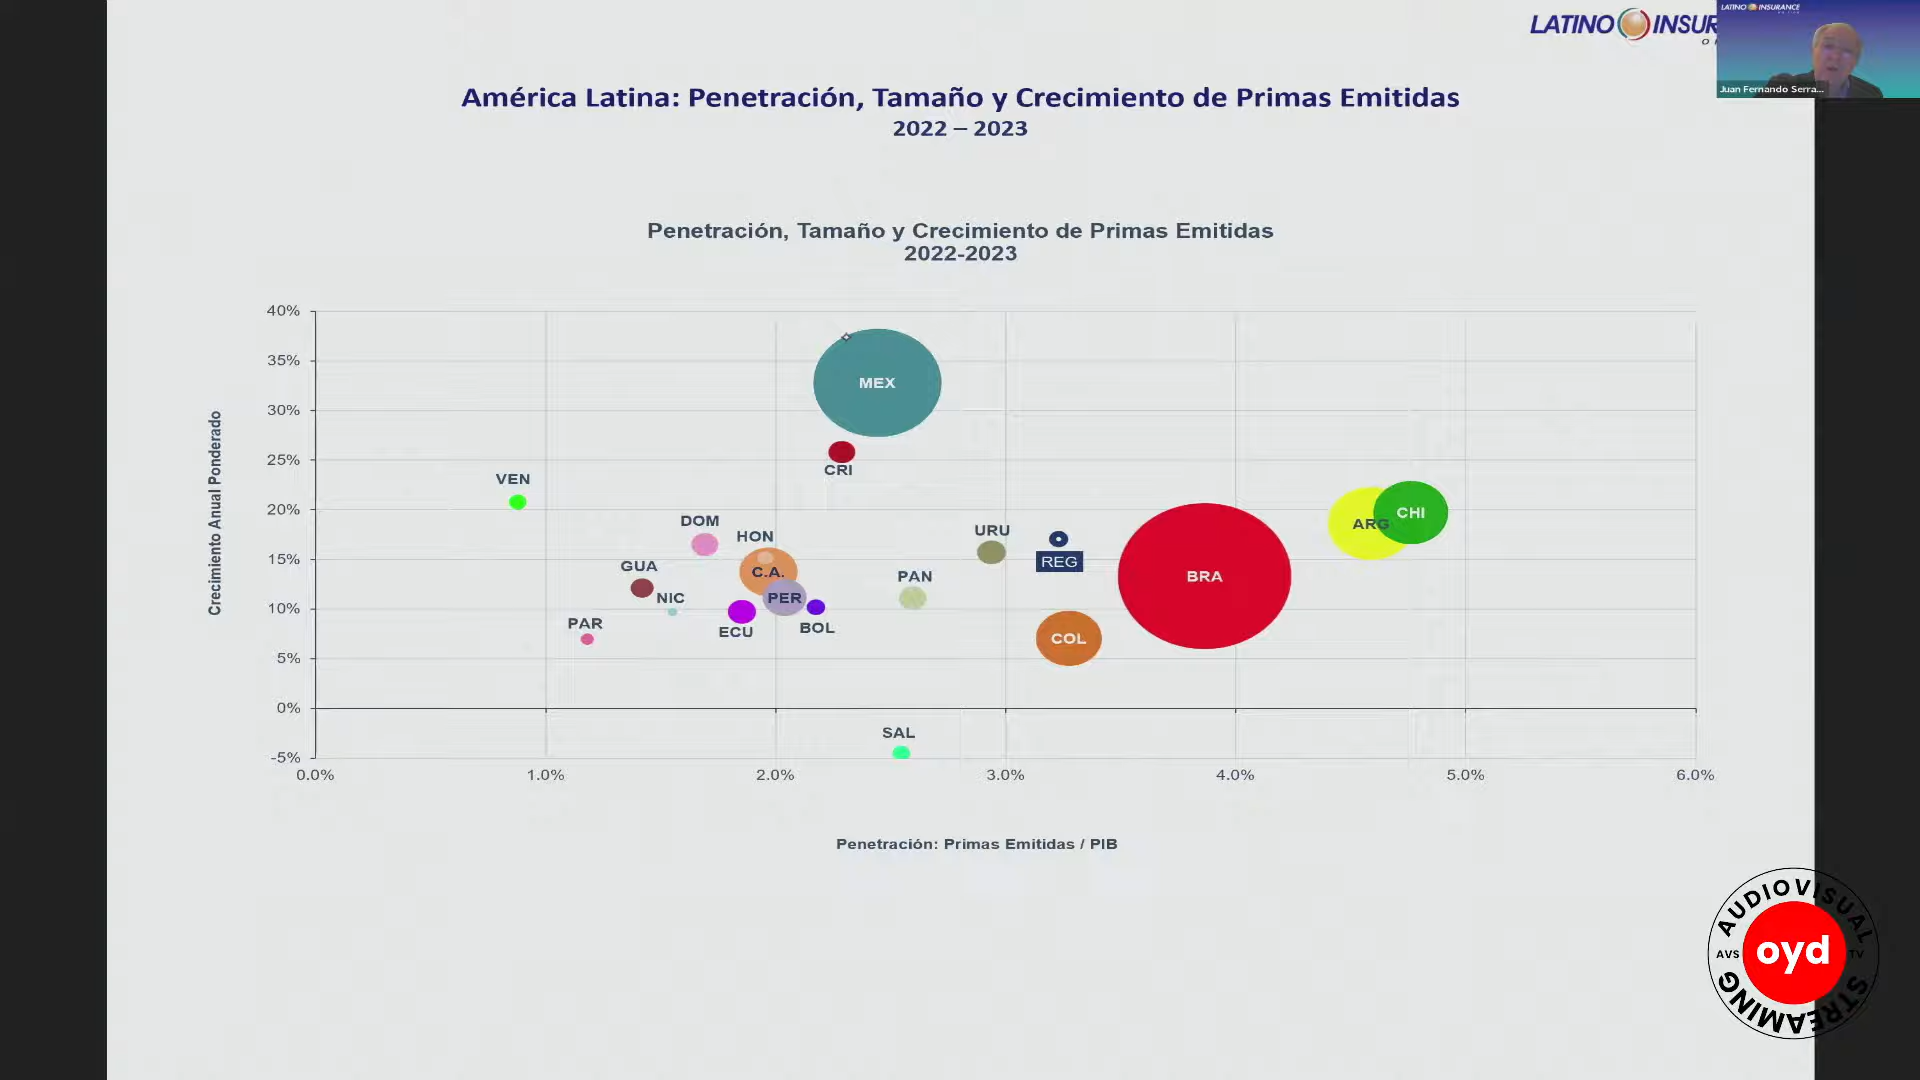 LATINO INSUR
LATINO INSURANCE
Juan Fernando Serra...
América Latina: Penetración, Tamaño y Crecimiento de Primas Emitidas
2022 – 2023
Penetración, Tamaño y Crecimiento de Primas Emitidas
2022-2023
Crecimiento Anual Ponderado
40%
35%
30%
25%
20%
15%
10%
5%
0%
-5%
MEX
CRI
VEN
CHI
ARG
DOM
HON
URU
REG
GUA
C.A.
PAN
BRA
NIC
PER
PAR
ECU
BOL
COL
SAL
0.0%
1.0%
2.0%
3.0%
4.0%
5.0%
6.0%
Penetración: Primas Emitidas / PIB
AUDIOVISUAL
AVS
oyd
TV
STREAMING